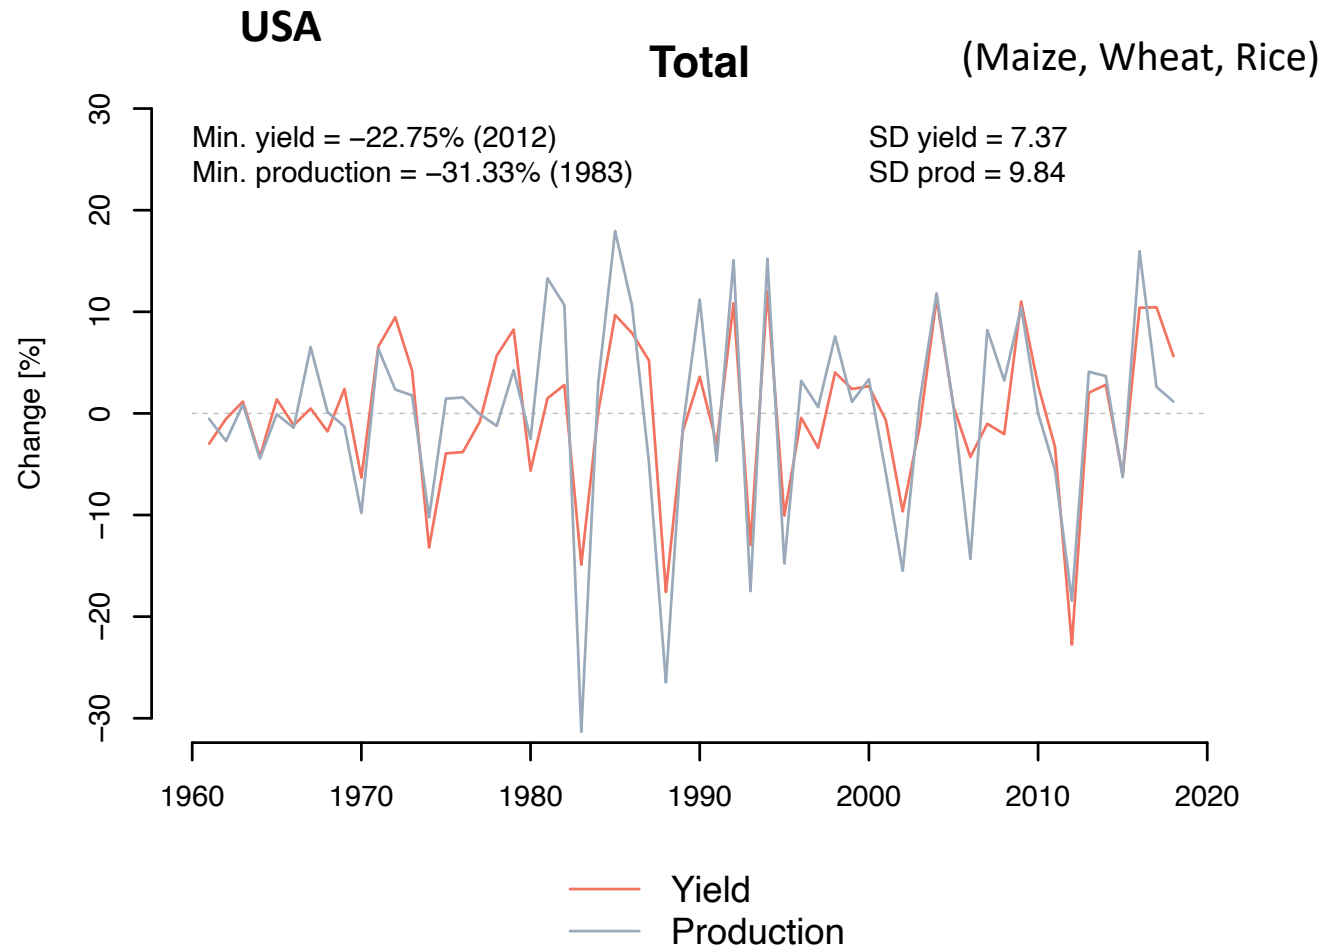 USA
Total
(Maize, Wheat, Rice)
Min. yield = −22.75% (2012)
Min. production = −31.33% (1983)
SD yield = 7.37
SD prod = 9.84
Change [%]
30
20
10
0
−10
−20
−30
1960 1970 1980 1990 2000 2010 2020
Yield
Production